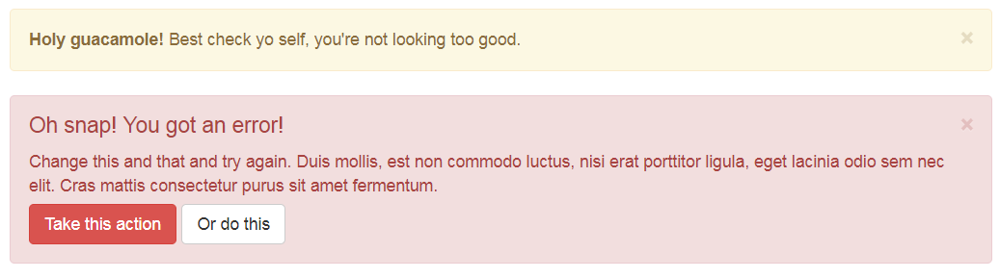 Holy guacamole! Best check yo self, you're not looking too good.
×
Oh snap! You got an error!
×
Change this and that and try again. Duis mollis, est non commodo luctus, nisi erat porttitor ligula, eget lacinia odio sem nec
elit. Cras mattis consectetur purus sit amet fermentum.
Take this action
Or do this